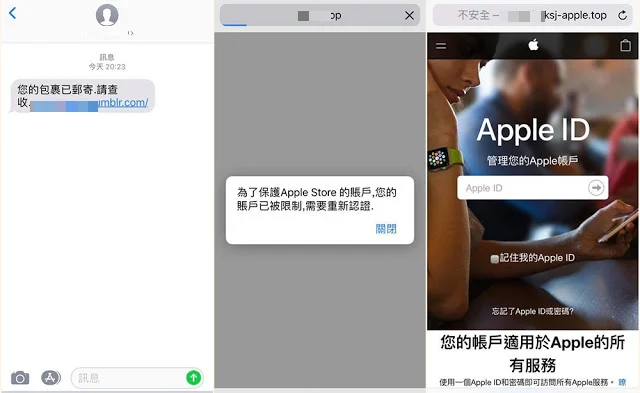 訊息
今天 20:23
您的包裹已郵寄.請查
收.
umblr.com/
訊息
op
為了保護Apple Store 的賬戶,您的
賬戶已被限制,需要重新認證.
關閉
不安全 –
ksj-apple.top
Apple ID
管理您的Apple帳戶
Apple ID
記住我的Apple ID
忘記了Apple ID或密碼?
您的帳戶適用於Apple的所
有服務
使用一個Apple ID和密碼即可訪問所有Apple服務。 瞭